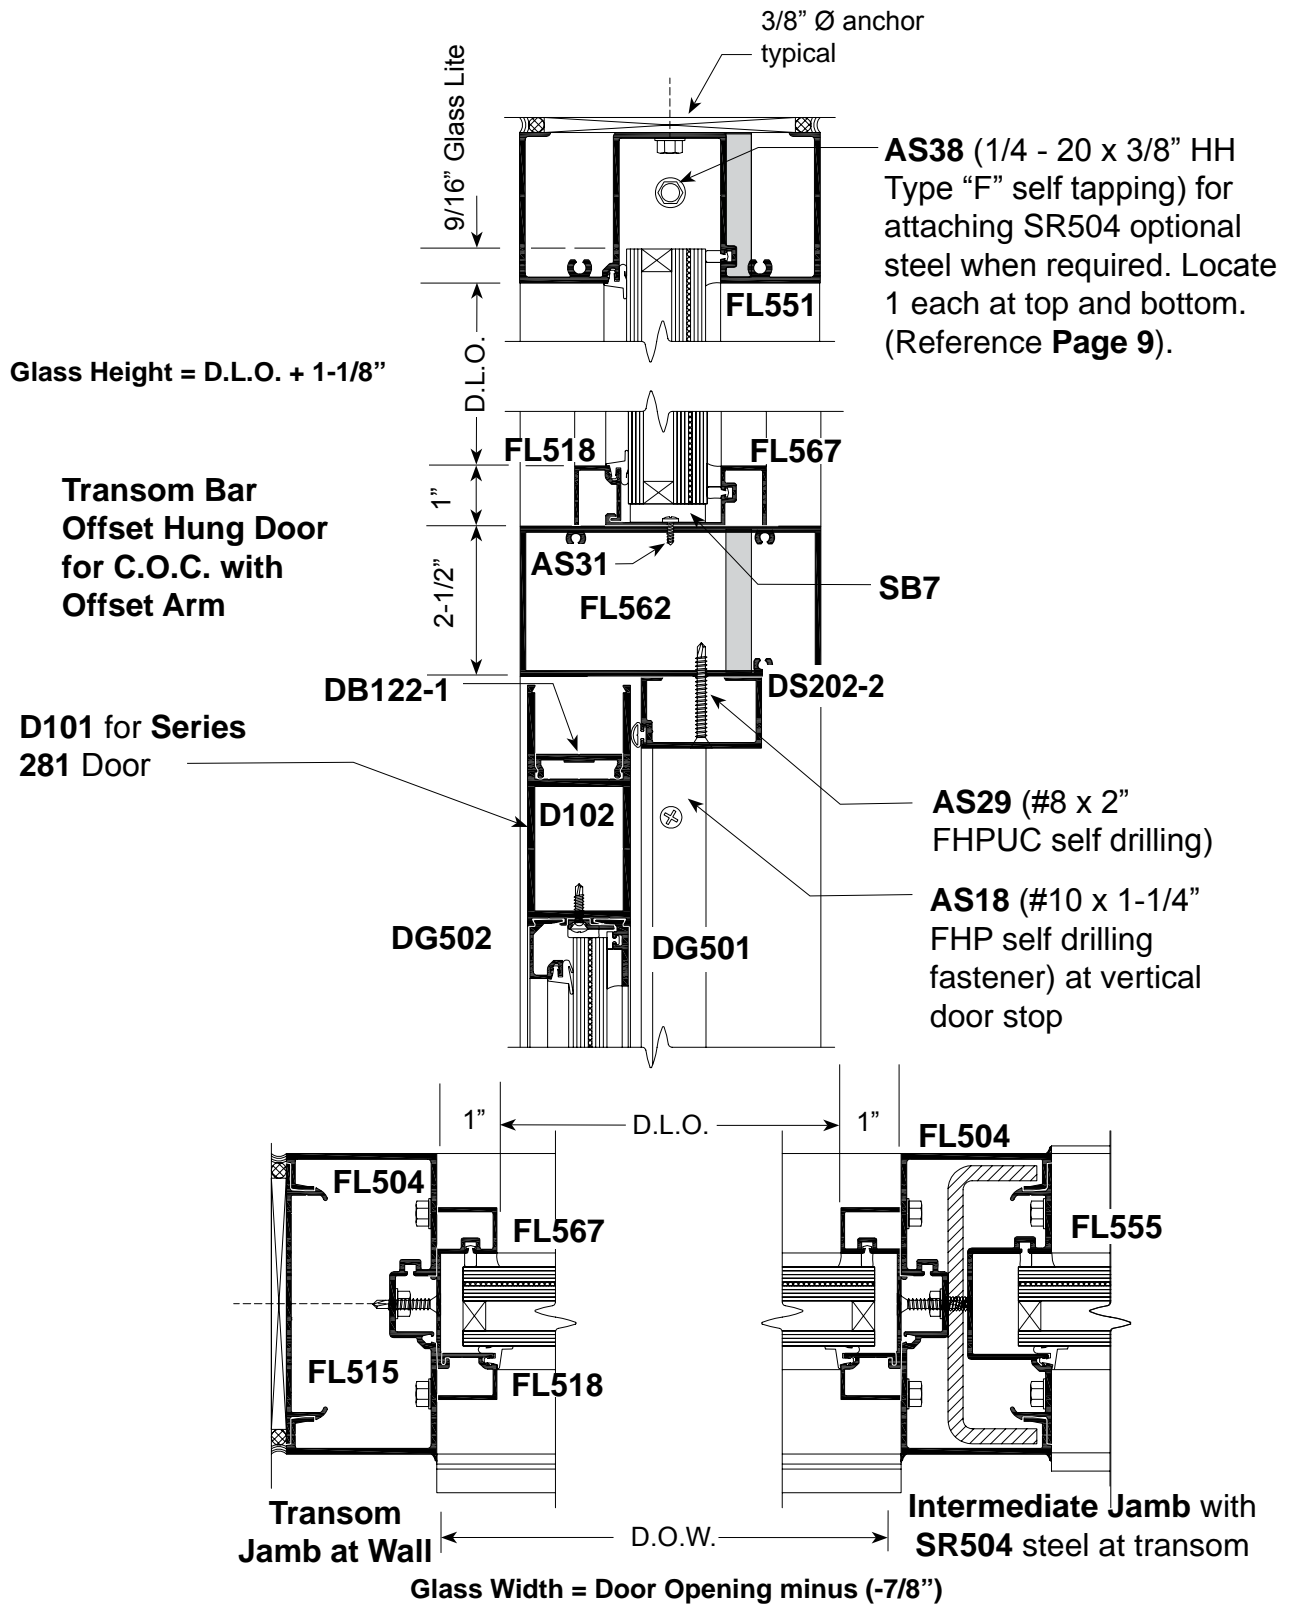 3/8” Ø anchor
typical
9/16” Glass Lite
AS38 (1/4 - 20 x 3/8” HH
Type “F” self tapping) for
attaching SR504 optional
steel when required. Locate
1 each at top and bottom.
(Reference Page 9).
FL551
D.L.O.
Glass Height = D.L.O. + 1-1/8”
FL518
FL567
Transom Bar
Offset Hung Door
for C.O.C. with
Offset Arm
1”
2-1/2”
AS31
FL562
SB7
DB122-1
DS202-2
D101 for Series
281 Door
D102
AS29 (#8 x 2”
FHPUC self drilling)
AS18 (#10 x 1-1/4”
FHP self drilling
fastener) at vertical
door stop
DG502
DG501
1”
D.L.O.
1”
FL504
FL504
FL567
FL555
FL515
FL518
Transom
Jamb at Wall
D.O.W.
Intermediate Jamb with
SR504 steel at transom
Glass Width = Door Opening minus (-7/8”)